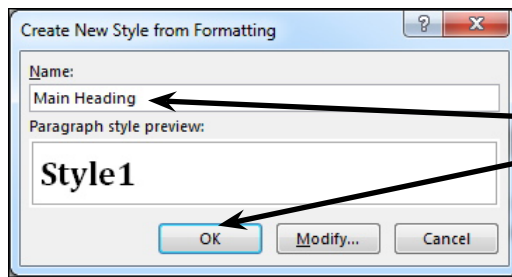 Create New Style from Formatting
Name:
Main Heading
Paragraph style preview:
Style1
OK Modify... Cancel